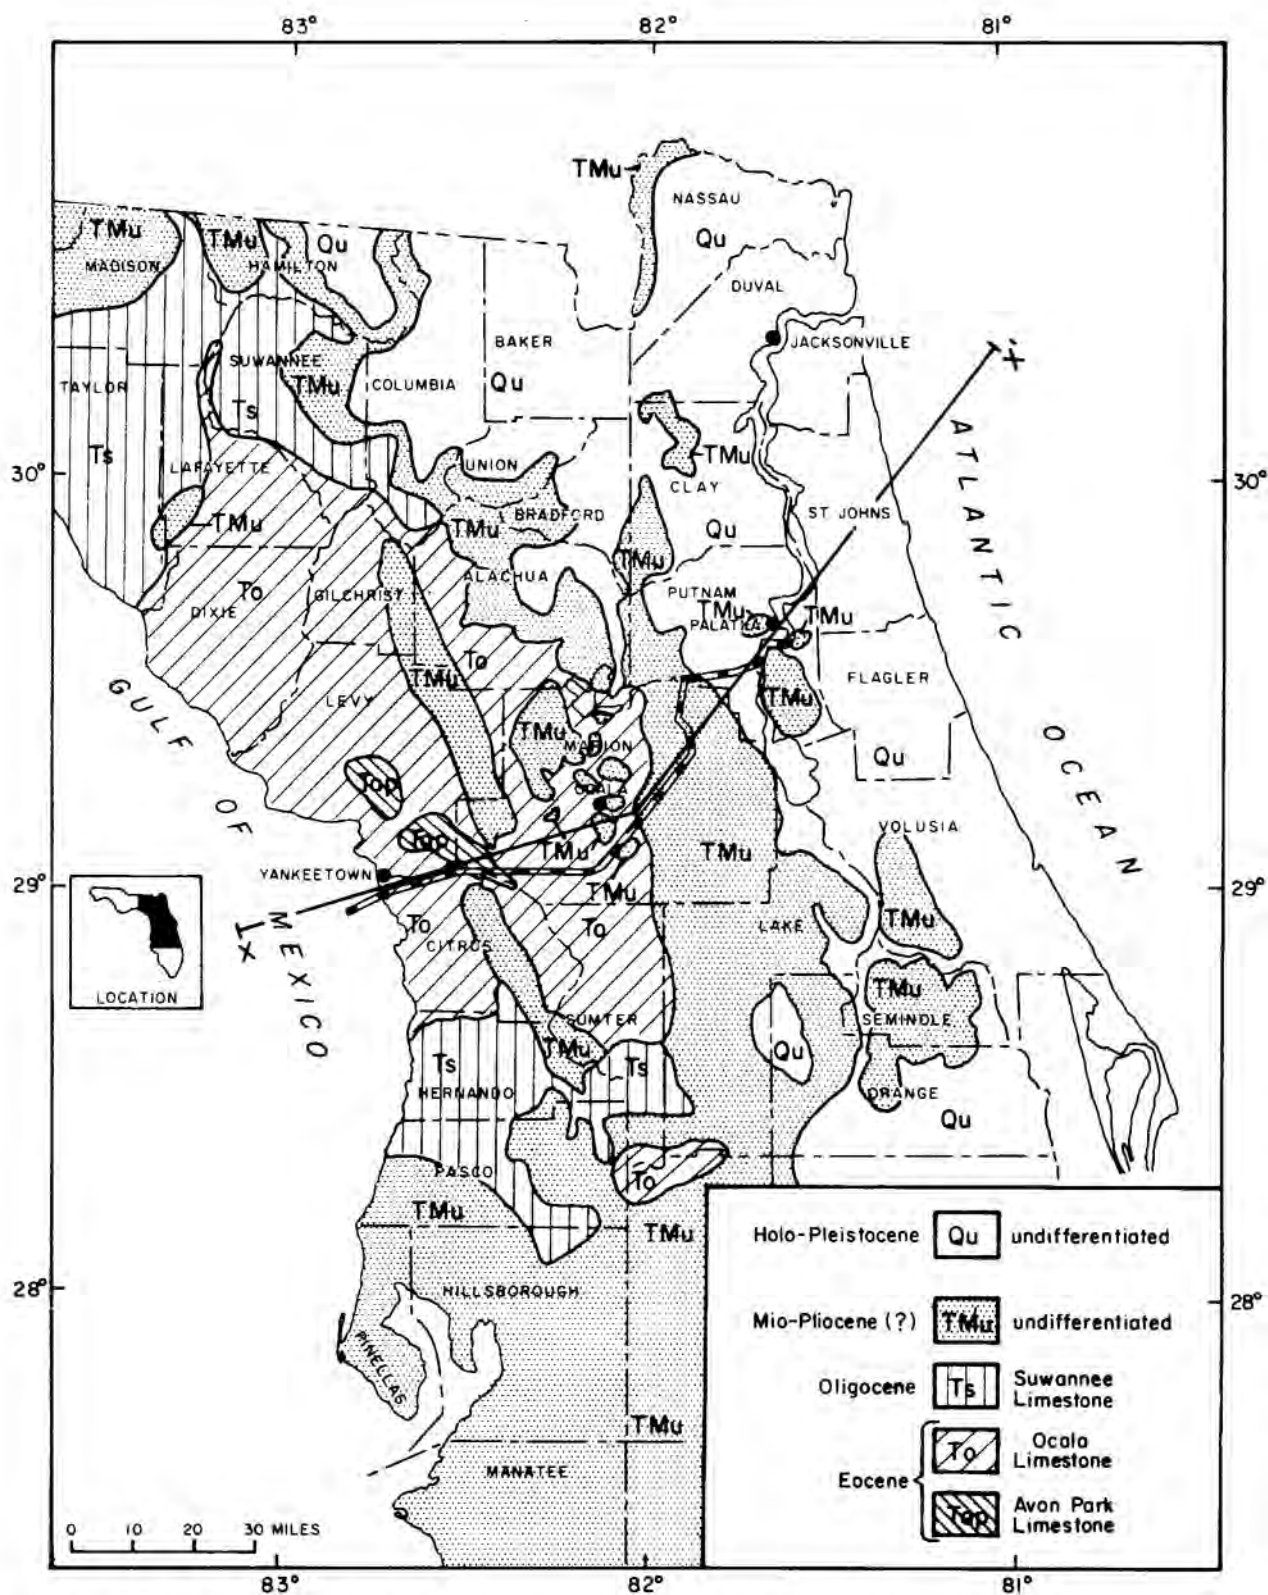 83°
82°
81°
TMu
NASSAU
TMu
TMu
Qu
Qu
MADISON
HAMILTON
DUVAL
BAKER
JACKSONVILLE
SUWANNEE
TAYLOR
TMu
COLUMBIA
Qu
X'
Ts
Ts
TMu
ATLANTIC
OCEAN
30°
LAFAYETTE
UNION
CLAY
30°
TMu
TMu
BRADFORD
Qu
ST JOHNS
TMu
ALACHUA
To
GILCHRIST
DIXIE
PUTNAM
TMu
TMu
PALATKA
To
TMu
FLAGLER
LEVY
TMu
TMu
MARION
Qu
GULF
OF
MEXICO
Top
OCALA
VOLUSIA
Top
TMu
TMu
YANKEETOWN
29°
TMu
29°
LOCATION
X
To
CITRUS
To
LAKE
TMu
TMu
SEMINOLE
SUMTER
TMu
Qu
Ts
Ts
HERNANDO
ORANGE
Qu
PASCO
To
TMu
TMu
HILLSBOROUGH
28°
28°
PINELLAS
TMu
MANATEE
Holo-Pleistocene Qu undifferentiated
Mio-Pliocene (?) TMu undifferentiated
Oligocene Ts Suwannee
Limestone
Eocene
To Ocala
Limestone
Tap Avon Park
Limestone
0 10 20 30 MILES
83°
82°
81°